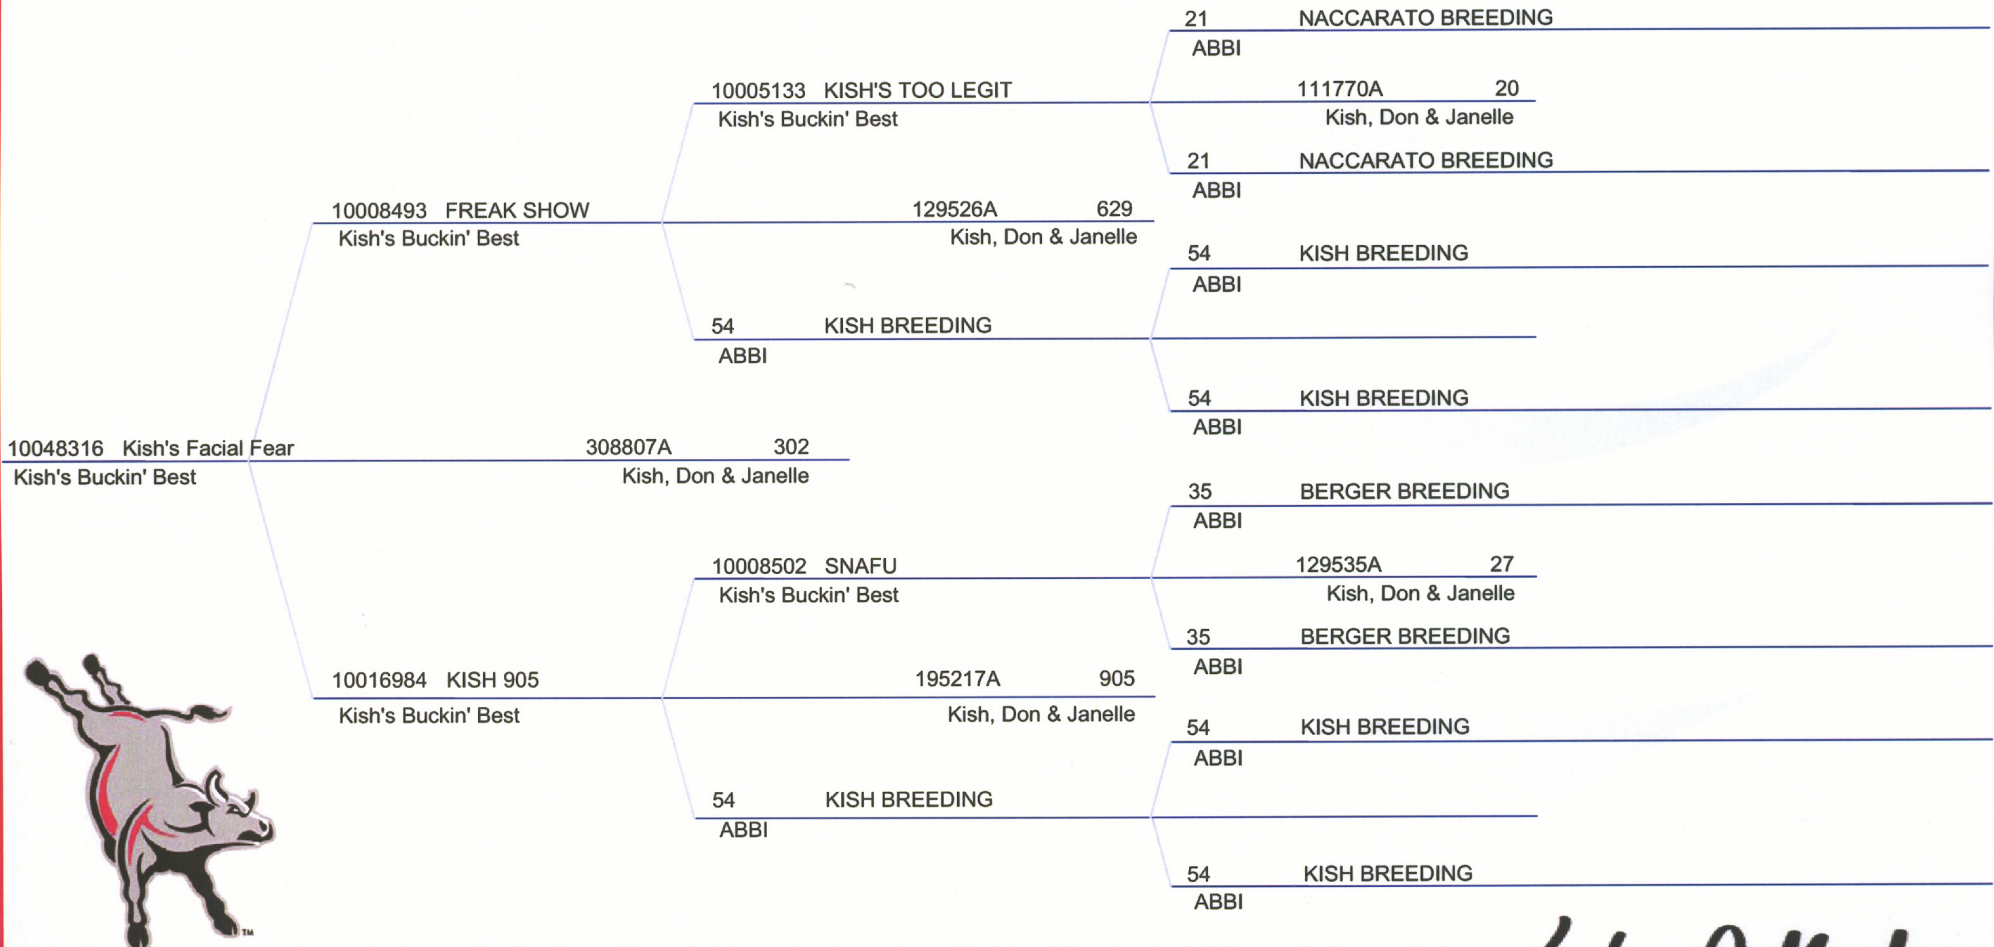 21 NACCARATO BREEDING
ABBI
10005133 KISH'S TOO LEGIT 111770A 20
Kish's Buckin' Best Kish, Don & Janelle
21 NACCARATO BREEDING
ABBI
10008493 FREAK SHOW 129526A 629
Kish's Buckin' Best Kish, Don & Janelle
54 KISH BREEDING
ABBI
54 KISH BREEDING
ABBI
54 KISH BREEDING
ABBI
10048316 Kish's Facial Fear 308807A 302
Kish's Buckin' Best Kish, Don & Janelle
35 BERGER BREEDING
ABBI
10008502 SNAFU 129535A 27
Kish's Buckin' Best Kish, Don & Janelle
35 BERGER BREEDING
ABBI
10016984 KISH 905 195217A 905
Kish's Buckin' Best Kish, Don & Janelle
54 KISH BREEDING
ABBI
54 KISH BREEDING
ABBI
54 KISH BREEDING
ABBI
TM